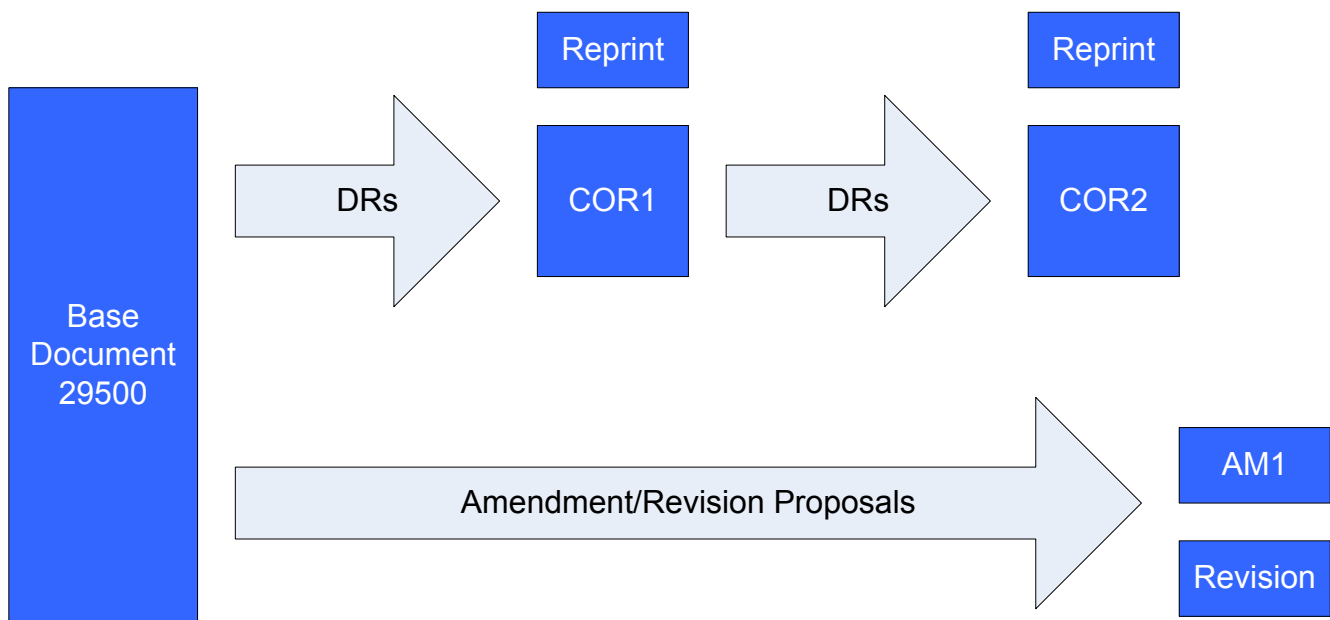 Reprint
Reprint
DRs
COR1
DRs
COR2
Base
Document
29500
Amendment/Revision Proposals
AM1
Revision